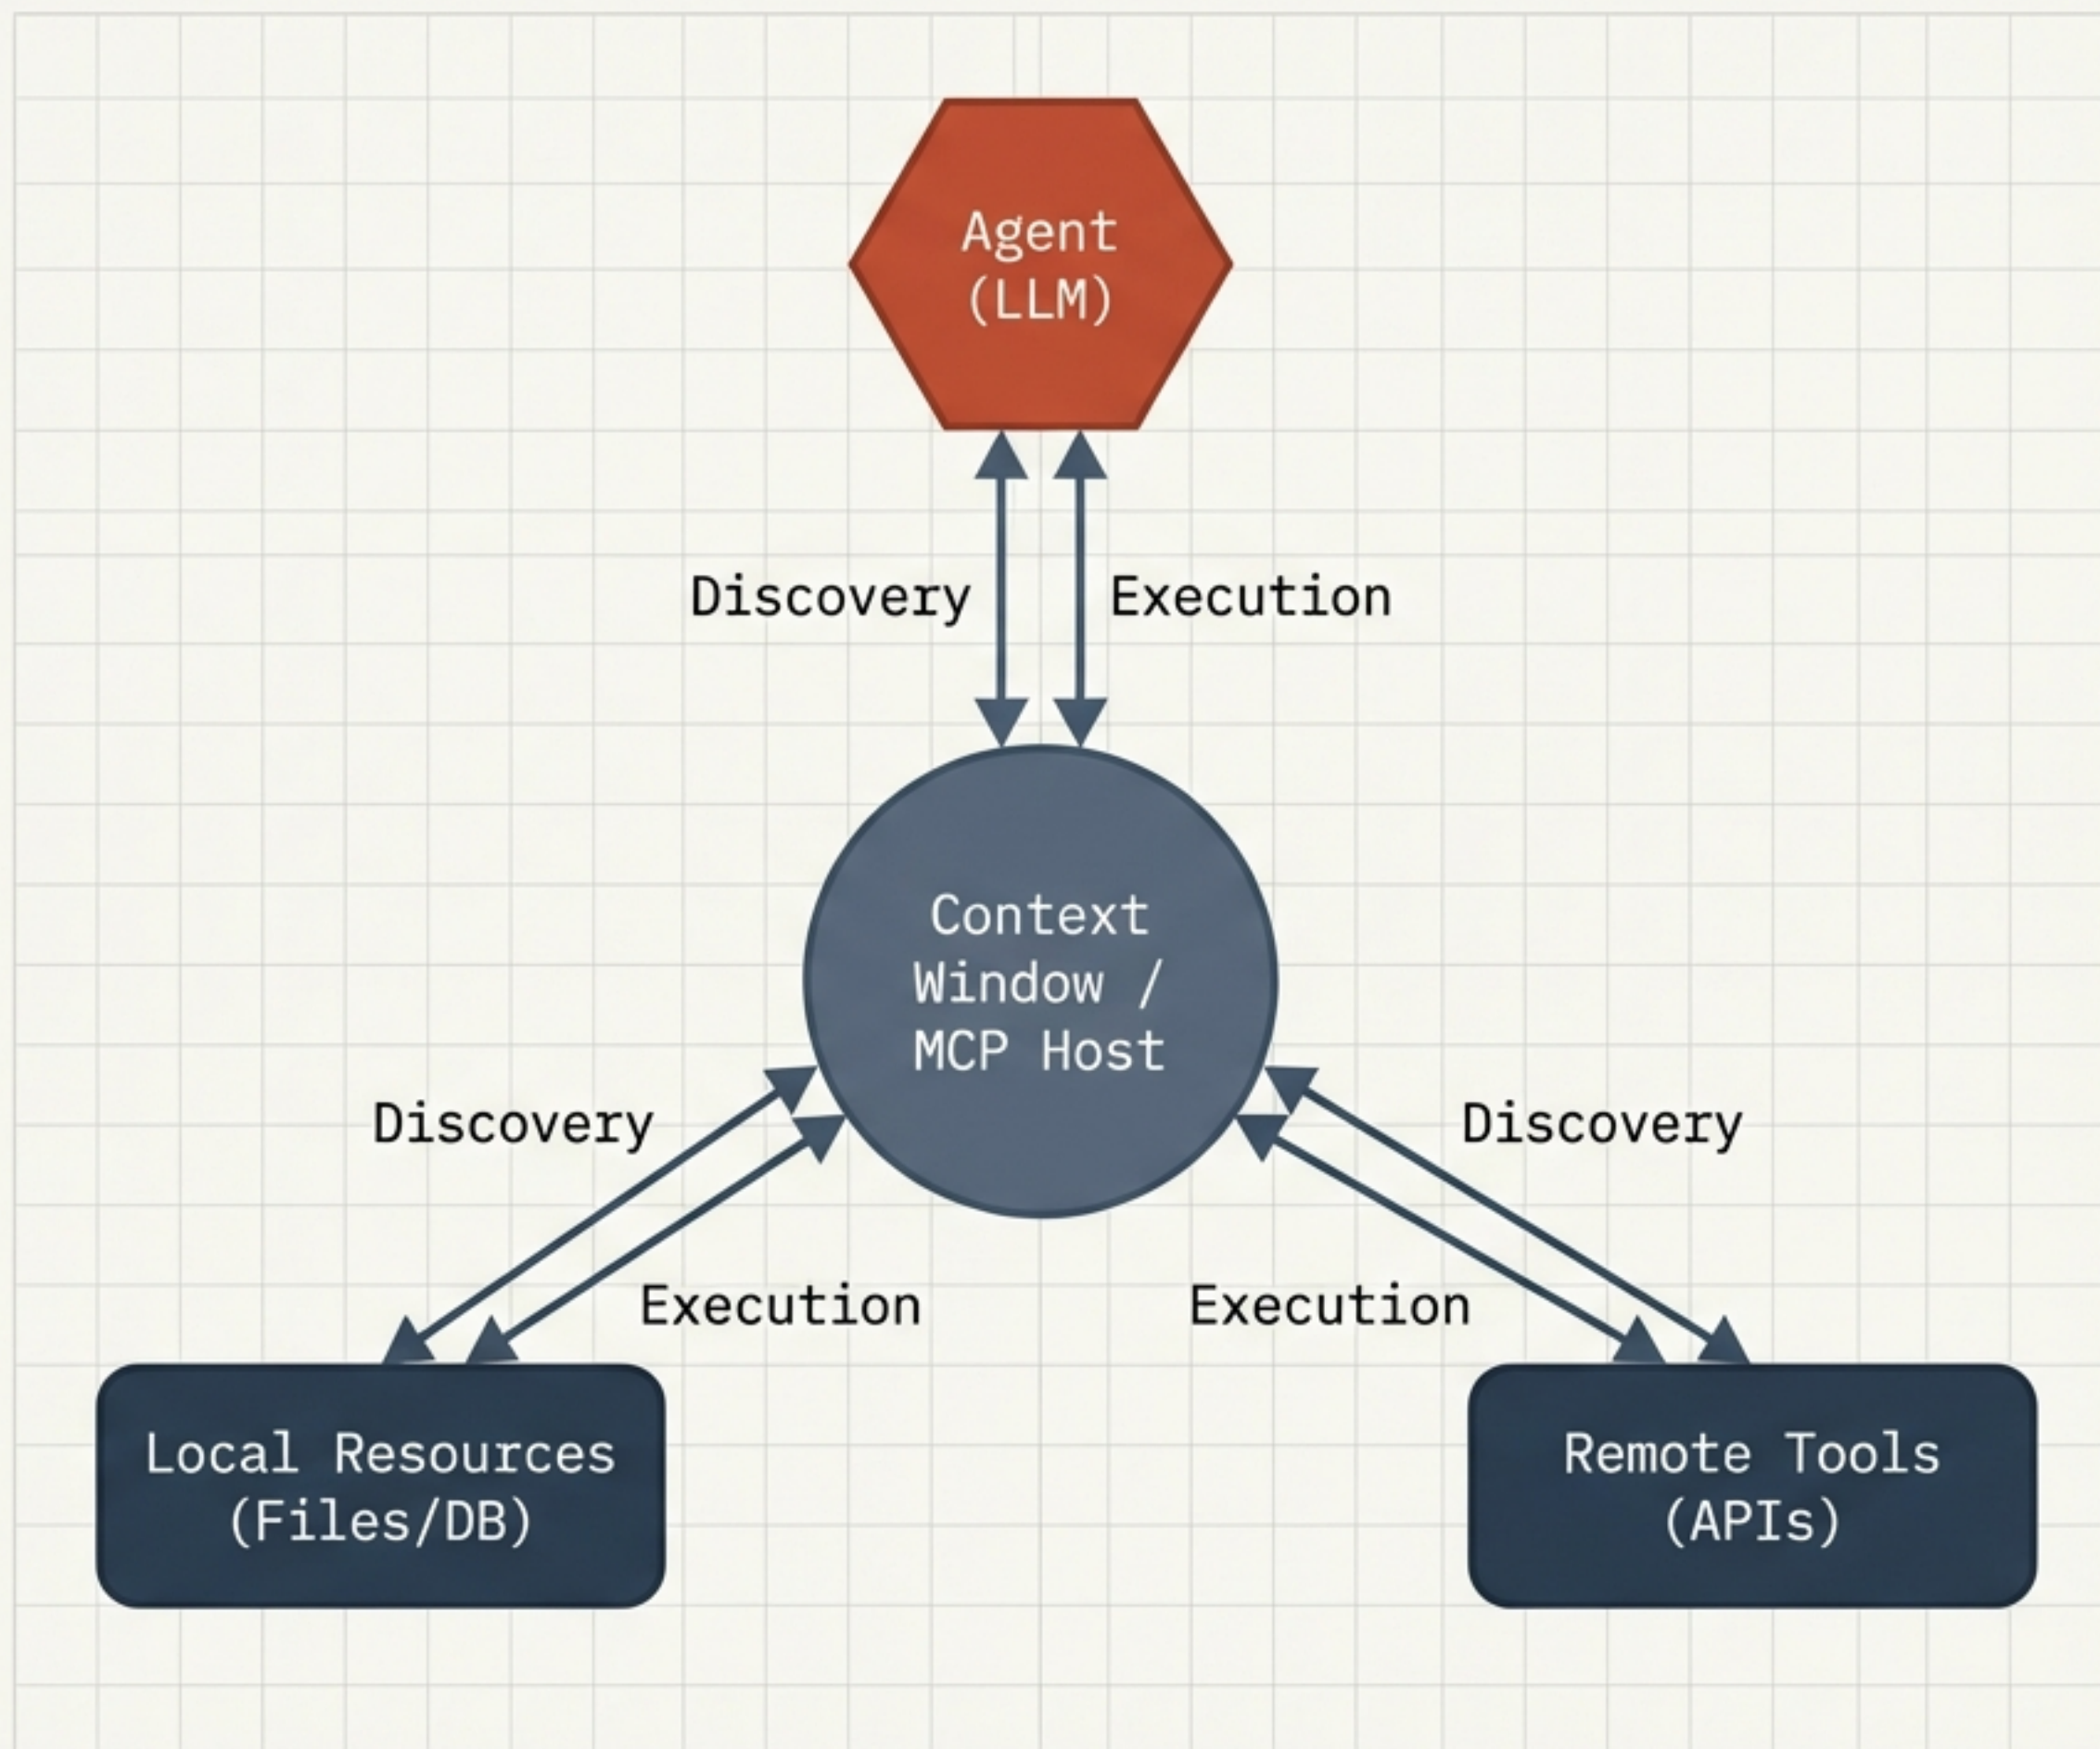 Agent
(LLM)
Discovery
Execution
Context
Window /
MCP Host
Discovery
Discovery
Execution
Execution
Local Resources
(Files/DB)
Remote Tools
(APIs)